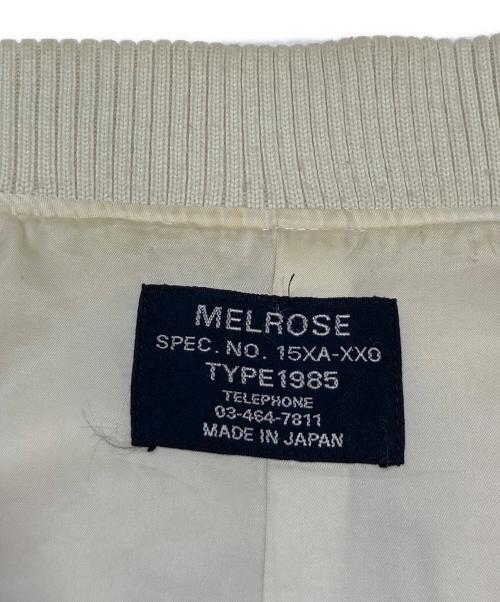 MELROSE
SPEC. NO. 15XA-XX0
TYPE1985
TELEPHONE
03-464-7811
MADE IN JAPAN